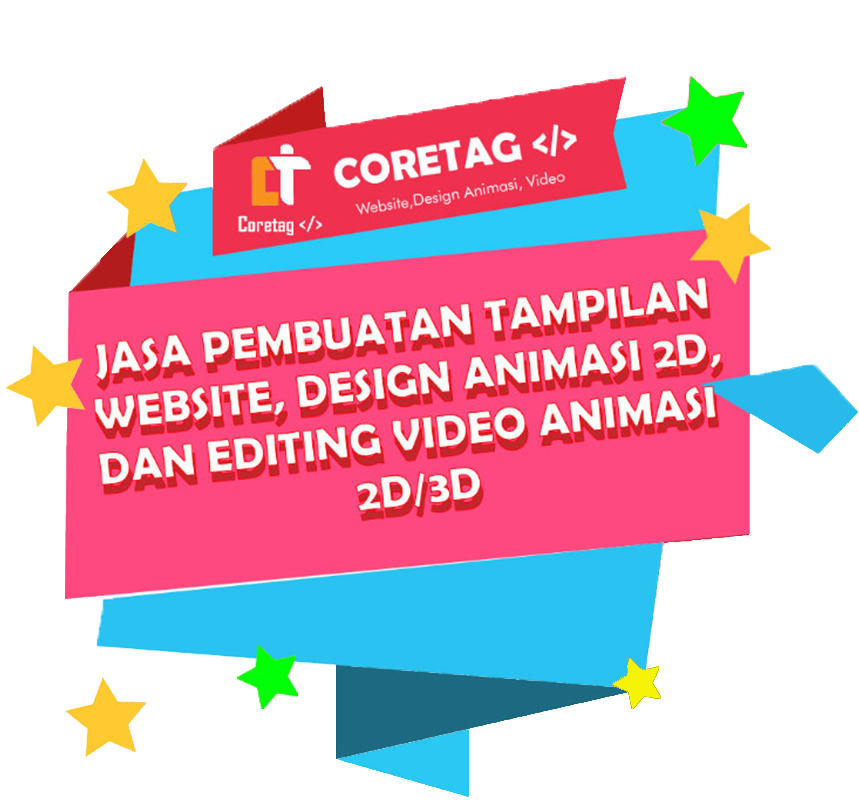 CORETAG </>
Website,Design Animasi, Video
Coretag </>
JASA PEMBUATAN TAMPILAN
WEBSITE, DESIGN ANIMASI 2D,
DAN EDITING VIDEO ANIMASI
2D/3D